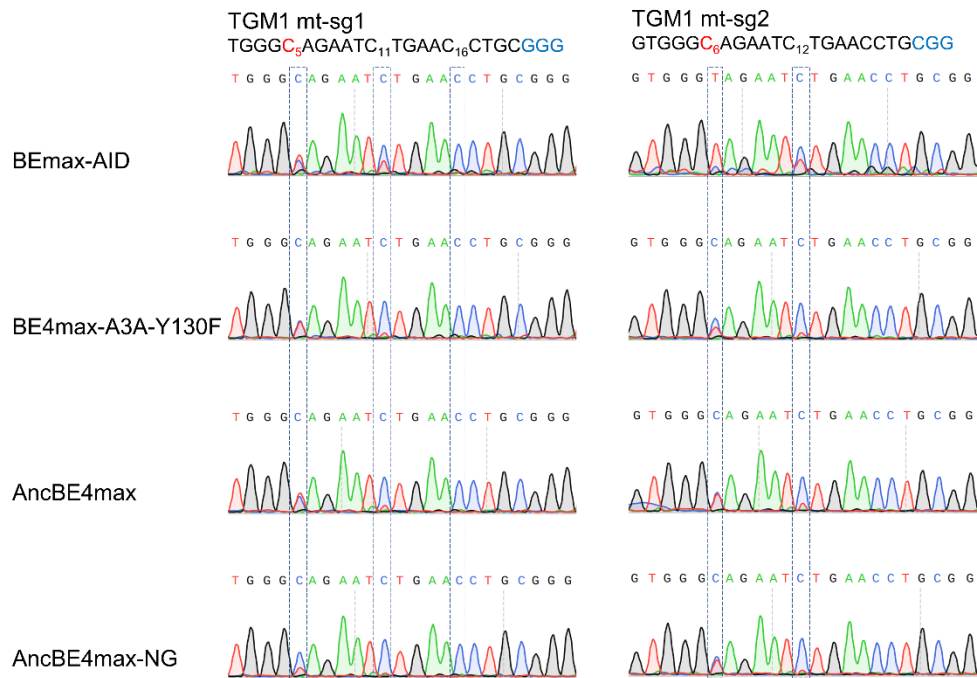 TGM1 mt-sg1
TGGGC5AGAATC11TGAAC16CTGCGGG
TGM1 mt-sg2
GTGGGC6AGAATC12TGAACCTGCGG
BEmax-AID
T G G G C A G A A T C T G A A C C T G C G G G
G T G G G T A G A A T C T G A A C C T G C G G
BE4max-A3A-Y130F
T G G G C A G A A T C T G A A C C T G C G G G
G T G G G C A G A A T C T G A A C C T G C G G
AncBE4max
T G G G C A G A A T C T G A A C C T G C G G G
G T G G G C A G A A T C T G A A C C T G C G G
AncBE4max-NG
T G G G C A G A A T C T G A A C C T G C G G G
G T G G G C A G A A T C T G A A C C T G C G G